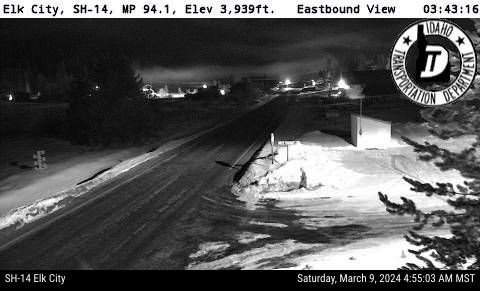 Elk City, SH-14, MP 94.1, Elev 3,939ft. Eastbound View 03:43:16
IDAHO
TRANSPORTATION DEPARTMENT
SH-14 Elk City Saturday, March 9, 2024 4:55:03 AM MST